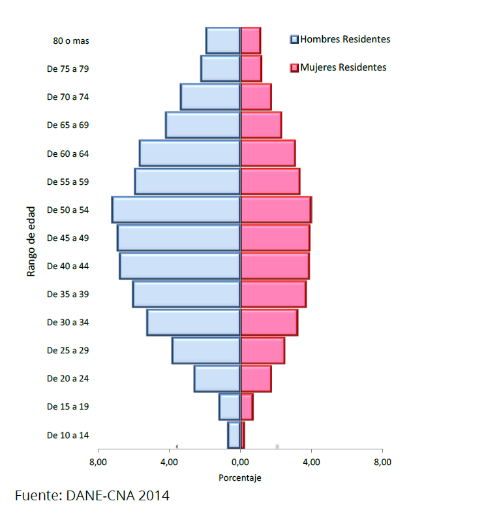 80 o mas
Hombres Residentes
De 75 a 79
Mujeres Residentes
De 70 a 74
De 65 a 69
De 60 a 64
De 55 a 59
De 50 a 54
De 45 a 49
De 40 a 44
De 35 a 39
De 30 a 34
De 25 a 29
De 20 a 24
De 15 a 19
De 10 a 14
Rango de edad
8,00 4,00 0,00 4,00 8,00
Porcentaje
Fuente: DANE-CNA 2014